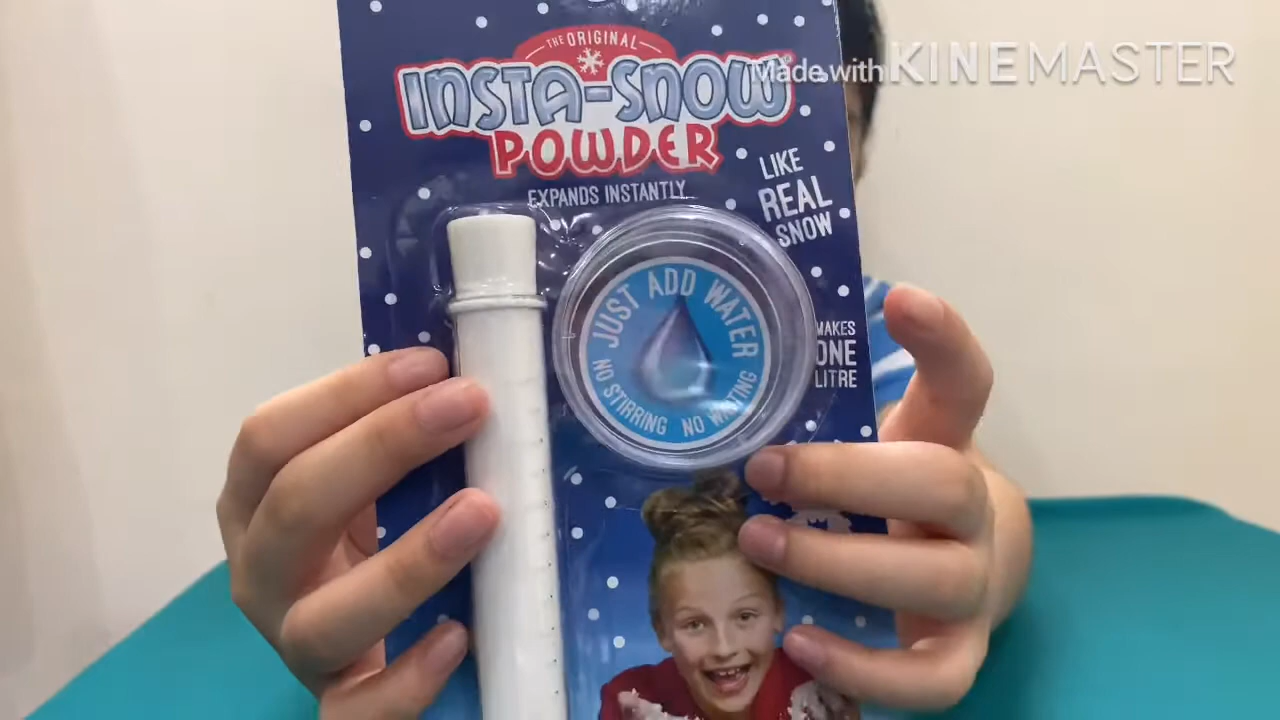 THE ORIGINAL
INSTA-SNOW
POWDER
EXPANDS INSTANTLY
LIKE
REAL
SNOW
JUST ADD WATER
NO STIRRING NO WAITING
MAKES
ONE
LITRE
Made with KINEMASTER